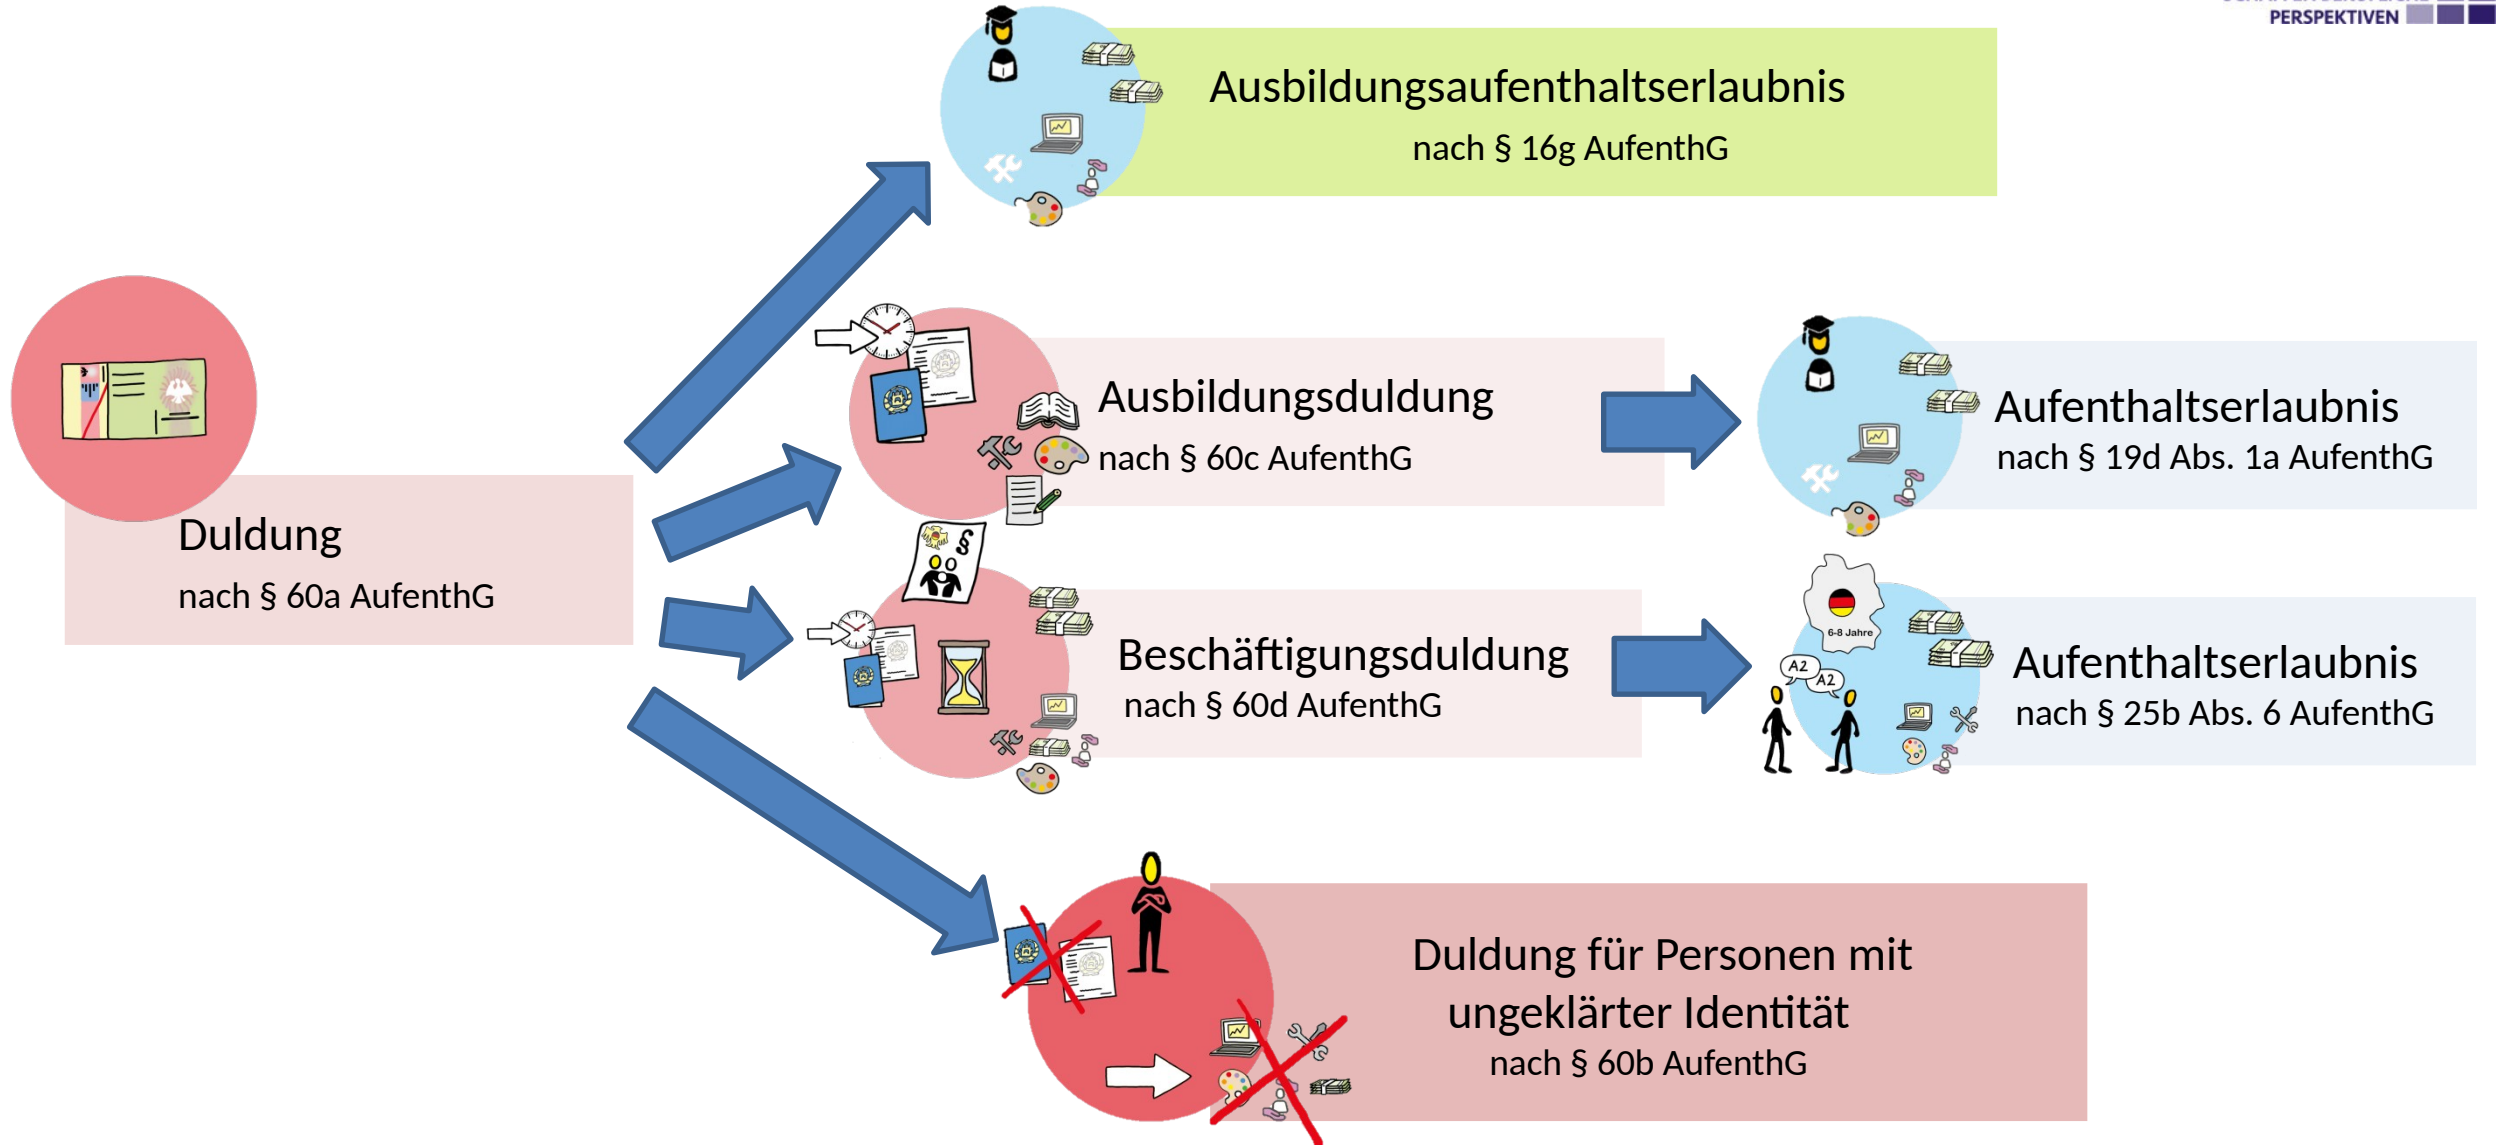 PERSPEKTIVEN
Ausbildungsaufenthaltserlaubnis
nach § 16g AufenthG
Duldung
nach § 60a AufenthG
Ausbildungsduldung
nach § 60c AufenthG
Aufenthaltserlaubnis
nach § 19d Abs. 1a AufenthG
§
Beschäftigungsduldung
nach § 60d AufenthG
6-8 Jahre
A2
A2
Aufenthaltserlaubnis
nach § 25b Abs. 6 AufenthG
Duldung für Personen mit
ungeklärter Identität
nach § 60b AufenthG